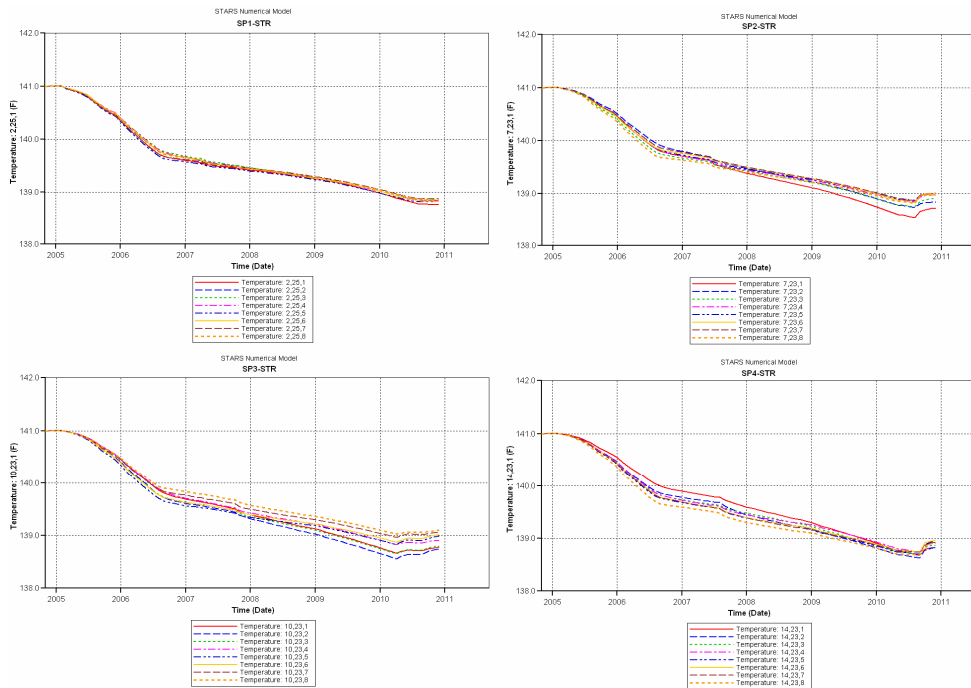 STARS Numerical Model
SP1-STR
142.0
141.0
140.0
139.0
138.0
Temperature: 2,25,1 (F)
2005 2006 2007 2008 2009 2010 2011
Time (Date)
Temperature: 2,25,1
Temperature: 2,25,2
Temperature: 2,25,3
Temperature: 2,25,4
Temperature: 2,25,5
Temperature: 2,25,6
Temperature: 2,25,7
Temperature: 2,25,8
STARS Numerical Model
SP2-STR
142.0
141.0
140.0
139.0
138.0
Temperature: 7,23,1 (F)
2005 2006 2007 2008 2009 2010 2011
Time (Date)
Temperature: 7,23,1
Temperature: 7,23,2
Temperature: 7,23,3
Temperature: 7,23,4
Temperature: 7,23,5
Temperature: 7,23,6
Temperature: 7,23,7
Temperature: 7,23,8
STARS Numerical Model
SP3-STR
142.0
141.0
140.0
139.0
138.0
Temperature: 10,23,1 (F)
2005 2006 2007 2008 2009 2010 2011
Time (Date)
Temperature: 10,23,1
Temperature: 10,23,2
Temperature: 10,23,3
Temperature: 10,23,4
Temperature: 10,23,5
Temperature: 10,23,6
Temperature: 10,23,7
Temperature: 10,23,8
STARS Numerical Model
SP4-STR
142.0
141.0
140.0
139.0
138.0
Temperature: 14,23,1 (F)
2005 2006 2007 2008 2009 2010 2011
Time (Date)
Temperature: 14,23,1
Temperature: 14,23,2
Temperature: 14,23,3
Temperature: 14,23,4
Temperature: 14,23,5
Temperature: 14,23,6
Temperature: 14,23,7
Temperature: 14,23,8